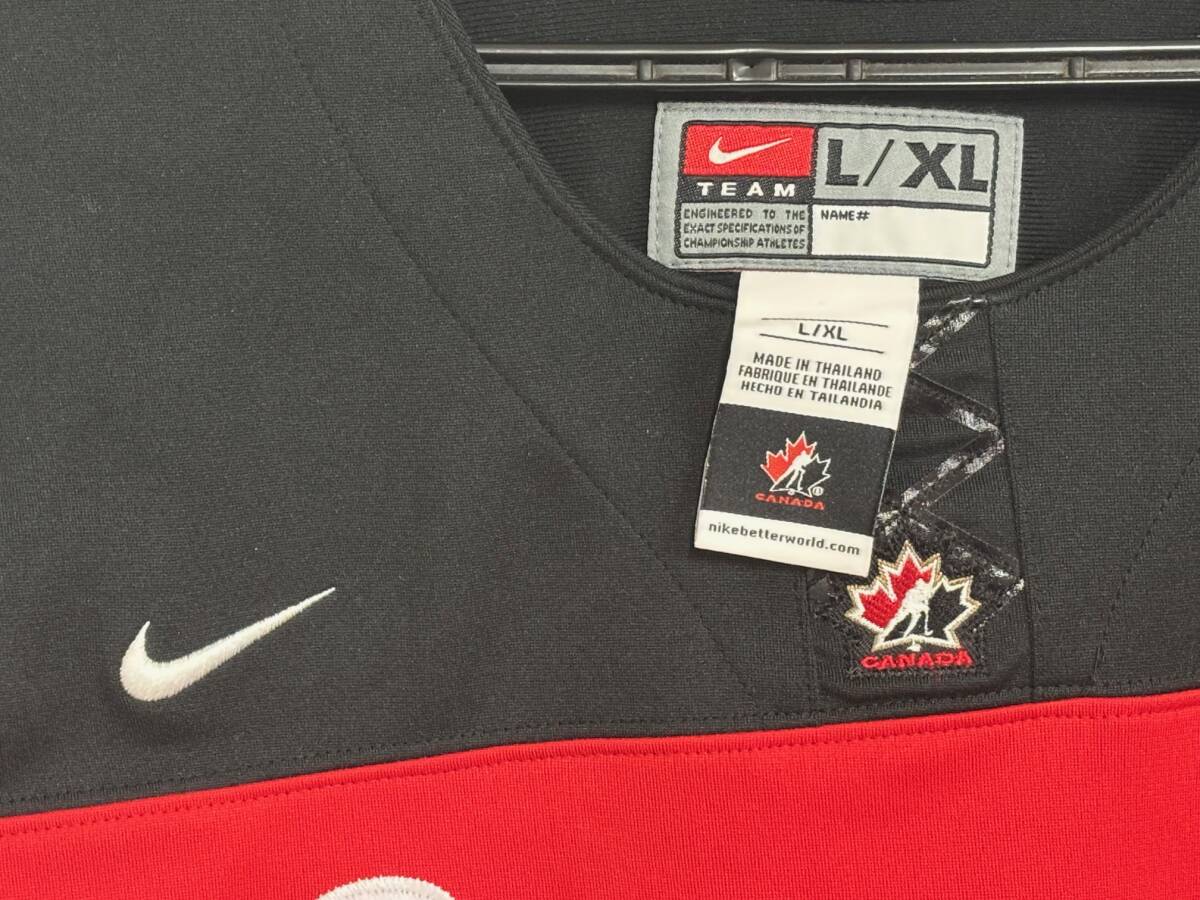 TEAM
L/XL
ENGINEERED TO THE
EXACT SPECIFICATIONS OF
CHAMPIONSHIP ATHLETES
NAME#
L/XL
MADE IN THAILAND
FABRIQUE EN THAILANDE
HECHO EN TAILANDIA
CANADA
nikebetterworld.com
CANADA